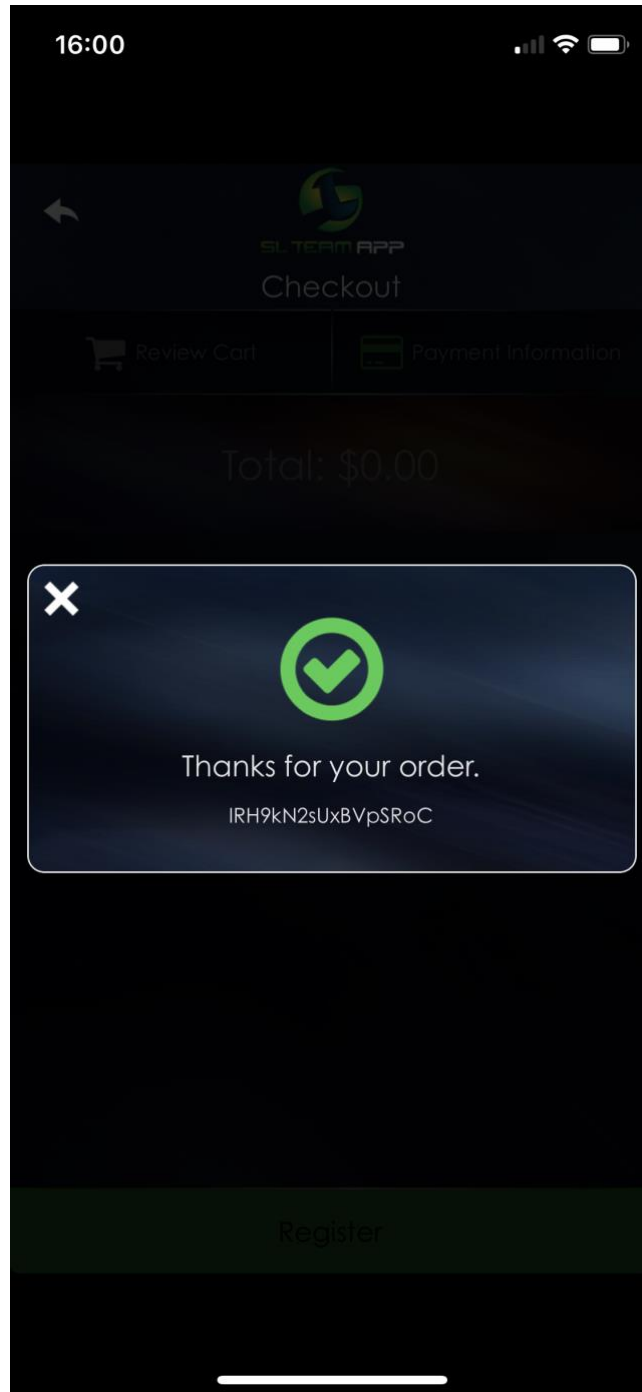 16:00
SL TEAM APP
Checkout
Review Cart
Payment Information
Total: $0.00
Thanks for your order.
IRH9kN2sUxBVpSRoC
Register